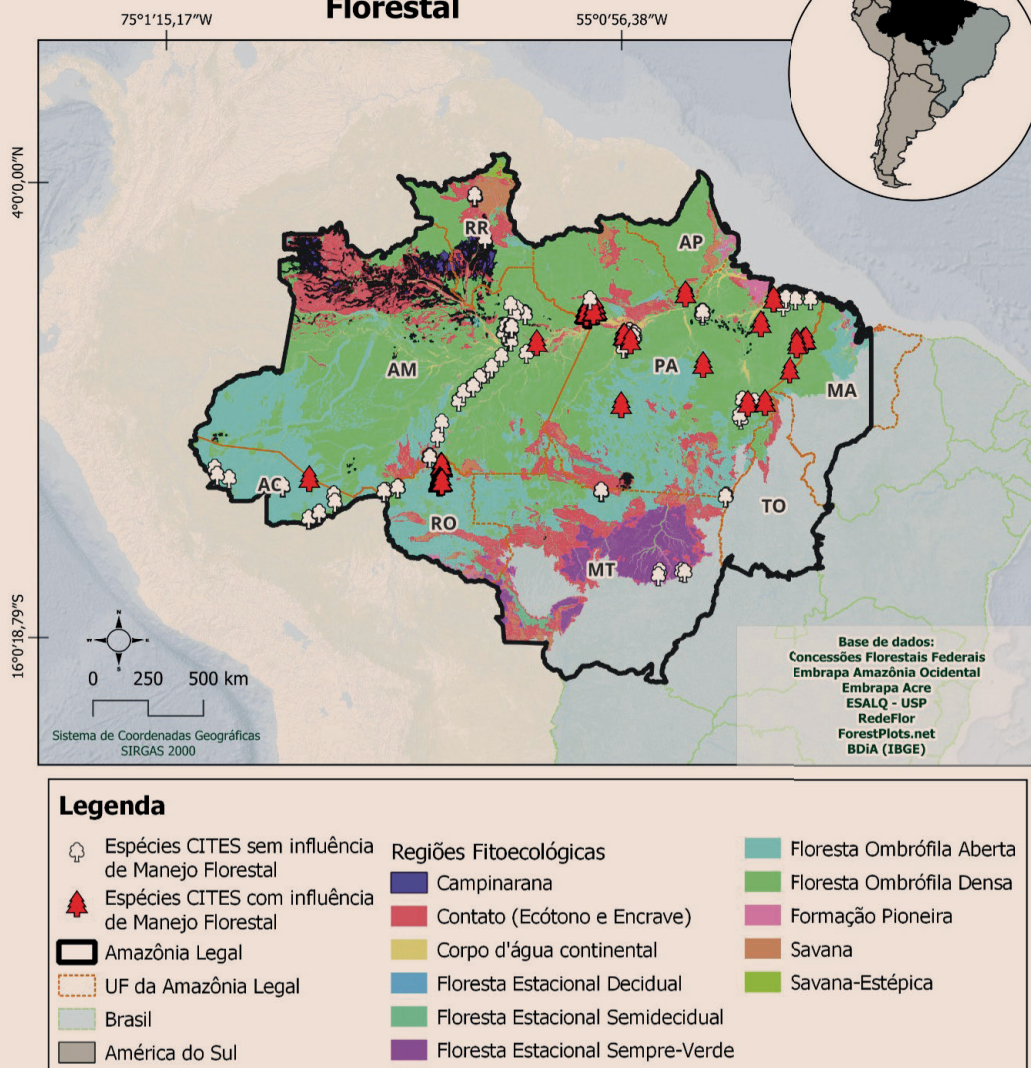 Florestal
75°1'15,17"W
55°0'56,38"W
4°0'0,00"N
16°0'18,79"S
RR
AP
AM
PA
MA
AC
RO
TO
MT
N
W
E
S
0 250 500 km
Sistema de Coordenadas Geográficas
SIRGAS 2000
Base de dados:
Concessões Florestais Federais
Embrapa Amazônia Ocidental
Embrapa Acre
ESALQ - USP
RedeFlor
ForestPlots.net
BDiA (IBGE)
Legenda
Espécies CITES sem influência
de Manejo Florestal
Espécies CITES com influência
de Manejo Florestal
Amazônia Legal
UF da Amazônia Legal
Brasil
América do Sul
Regiões Fitoecológicas
Campinarana
Contato (Ecótono e Encrave)
Corpo d'água continental
Floresta Estacional Decidual
Floresta Estacional Semidecidual
Floresta Estacional Sempre-Verde
Floresta Ombrófila Aberta
Floresta Ombrófila Densa
Formação Pioneira
Savana
Savana-Estépica